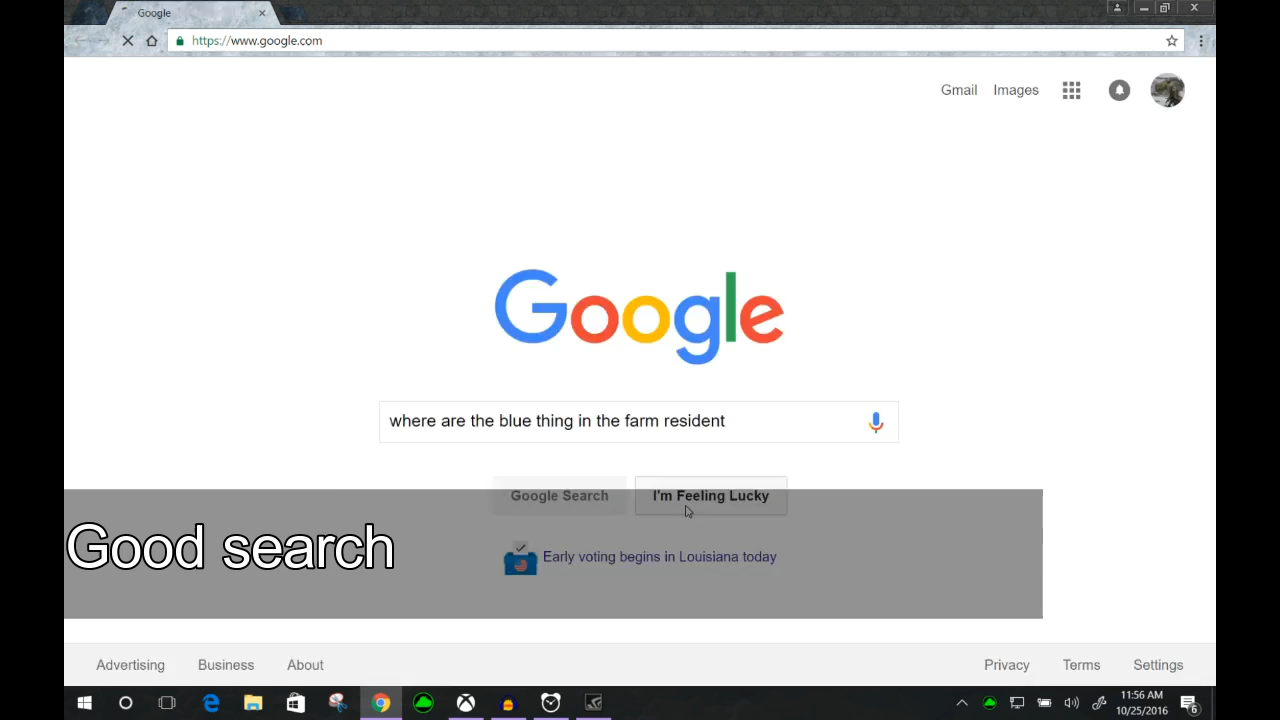 Google
https://www.google.com
Gmail Images
Google
where are the blue thing in the farm resident
Google Search I'm Feeling Lucky
Good search
Early voting begins in Louisiana today
Advertising Business About Privacy Terms Settings
11:56 AM
10/25/2016
6